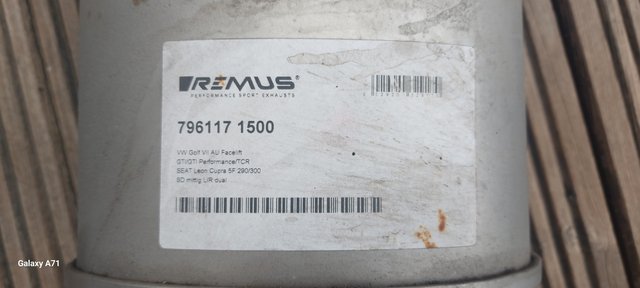 REMUS®
PERFORMANCE SPORT EXHAUSTS
796117 1500
VW Golf VII AU Facelift
GTI/GTI Performance/TCR
SEAT Leon Cupra 5F 290/300
SD mittig L/R dual
Galaxy A71